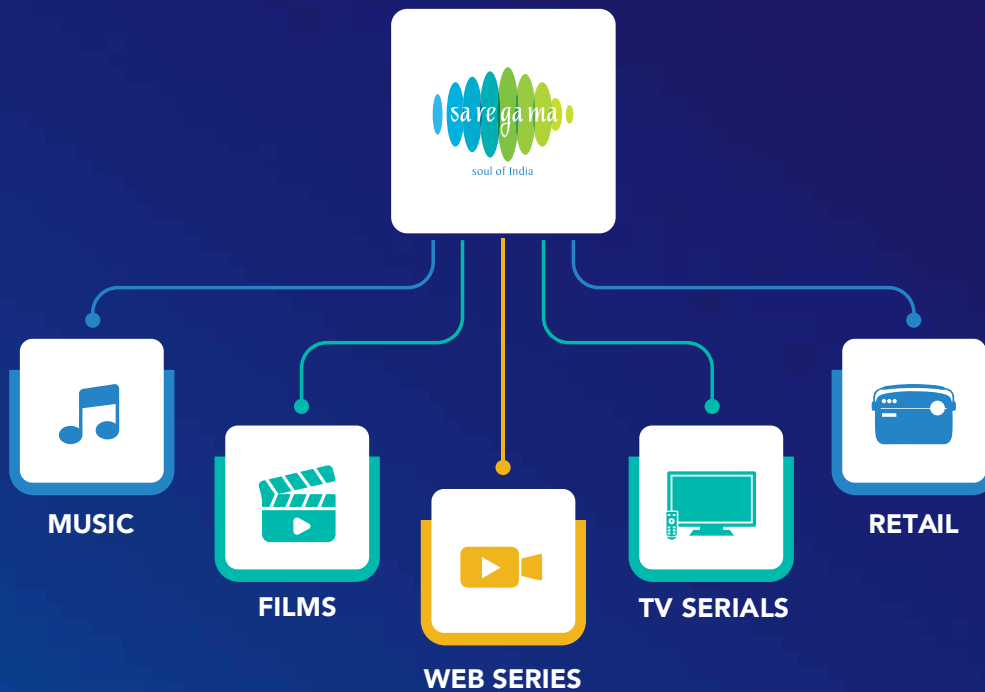 sa re ga ma
soul of India
MUSIC
FILMS
WEB SERIES
TV SERIALS
RETAIL